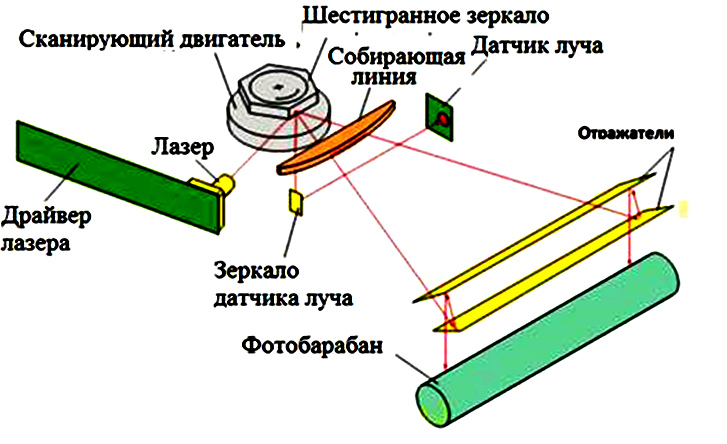 Шестигранное зеркало
Сканирующий двигатель
Собирающая
линия
Датчик луча
Отражатели
Лазер
Драйвер
лазера
Зеркало
датчика луча
Фотобарабан